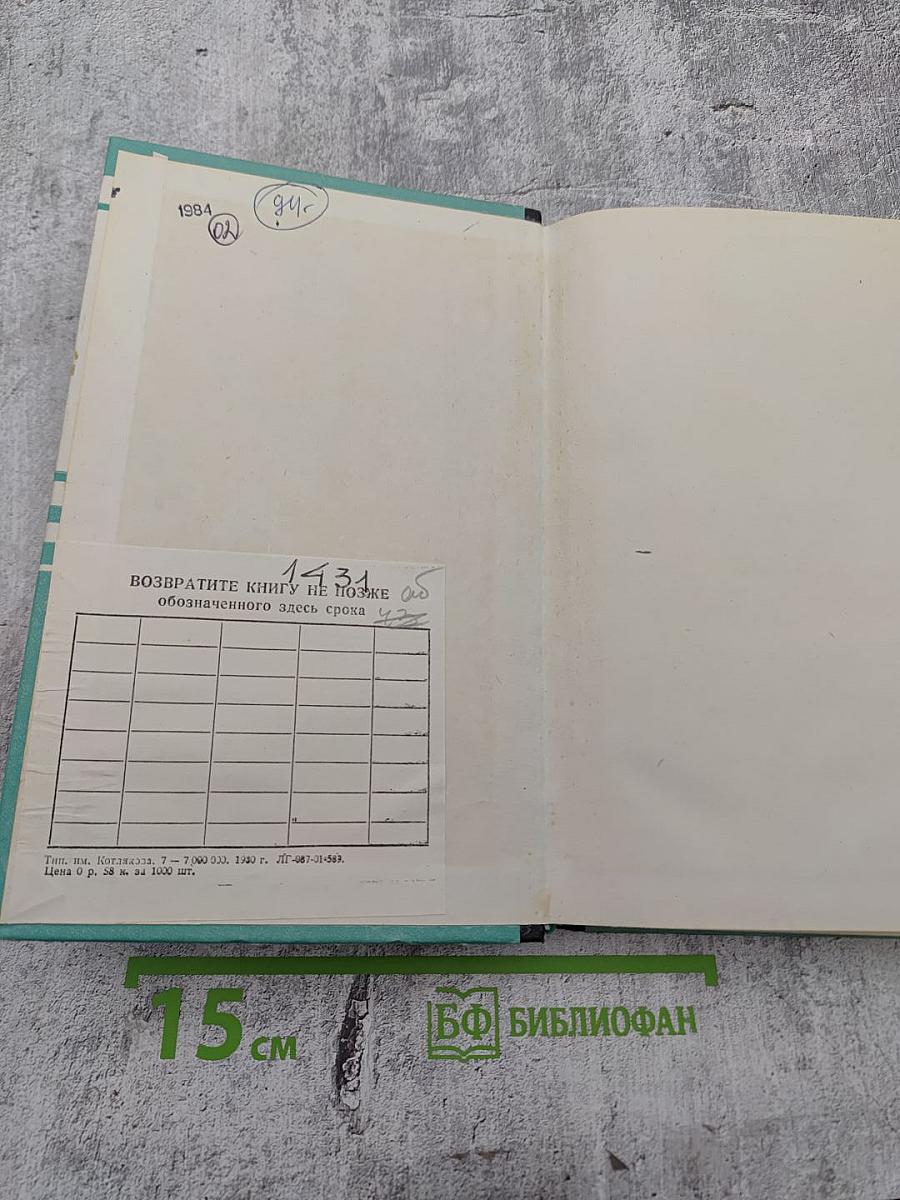 1984
02
94г
1431
ВОЗВРАТИТЕ КНИГУ НЕ ПОЗЖЕ
обозначенного здесь срока
Тип. им. Котлякова. 7 — 7 000 000. 1980 г. ЛГ-087-01-589.
Цена 0 р. 58 к. за 1000 шт.
15 см
БФ БИБЛИОФАН